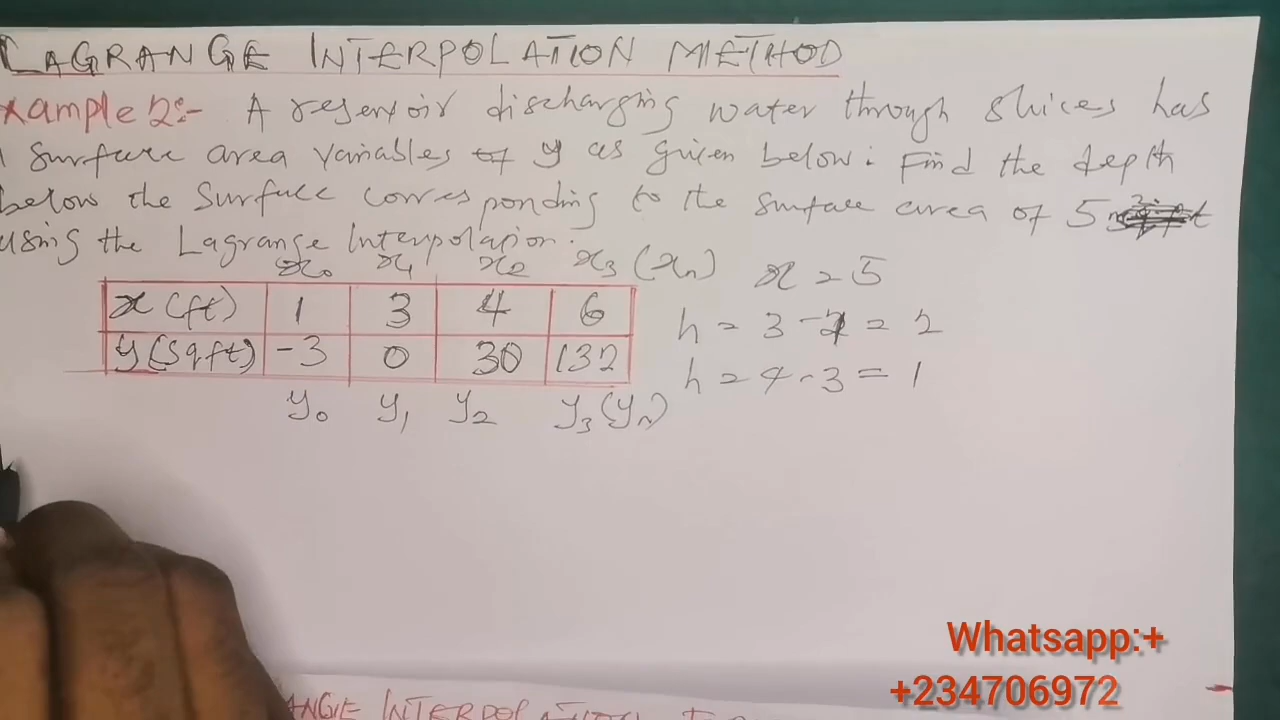 LAGRANGE INTERPOLATION METHOD
xample 2:- A reservoir discharging water through sluices has
surface area variables of y as given below: Find the depth
below the surface corresponding to the surface area of 5
using the Lagrange Interpolation.
x₀ x₁ x₂ x₃ (xₙ) x = 5
x (ft) 1 3 4 6 h = 3 - 1 = 2
y (sqft) -3 0 30 132 h = 4 - 3 = 1
y₀ y₁ y₂ y₃ (yₙ)
Whatsapp:+
+234706972
ANGE INTERPOLATION